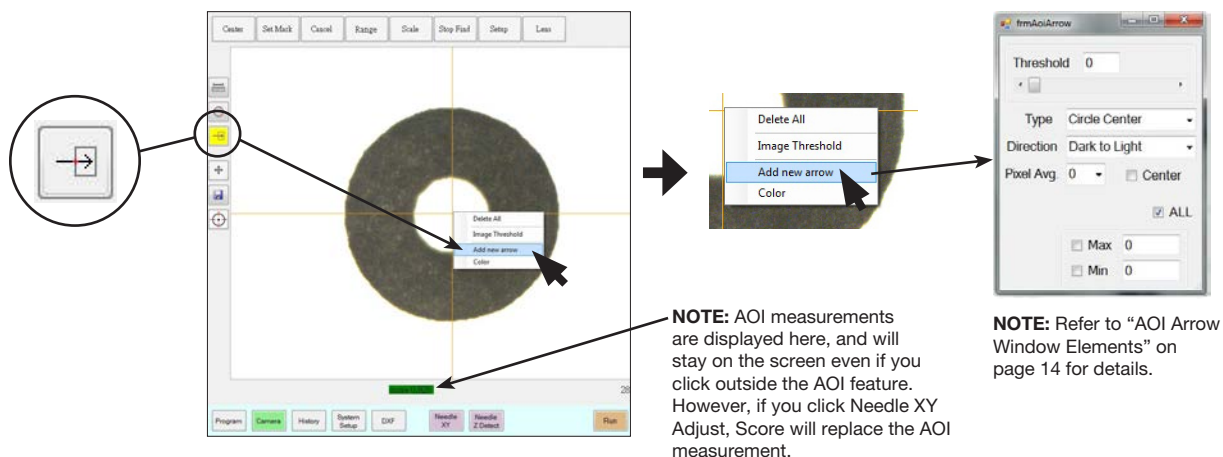 Center Set Mark Cancel Range Scale Stop Find Setup Lens
Delete All
Image Threshold
Add new arrow
Color
Program Camera History System Setup DXF Needle XY Needle Z Detect Run
Delete All
Image Threshold
Add new arrow
Color
NOTE: AOI measurements
are displayed here, and will
stay on the screen even if you
click outside the AOI feature.
However, if you click Needle XY
Adjust, Score will replace the AOI
measurement.
frmAoiArrow
Threshold 0
Type Circle Center
Direction Dark to Light
Pixel Avg. 0 Center
ALL
Max 0
Min 0
NOTE: Refer to “AOI Arrow
Window Elements” on
page 14 for details.